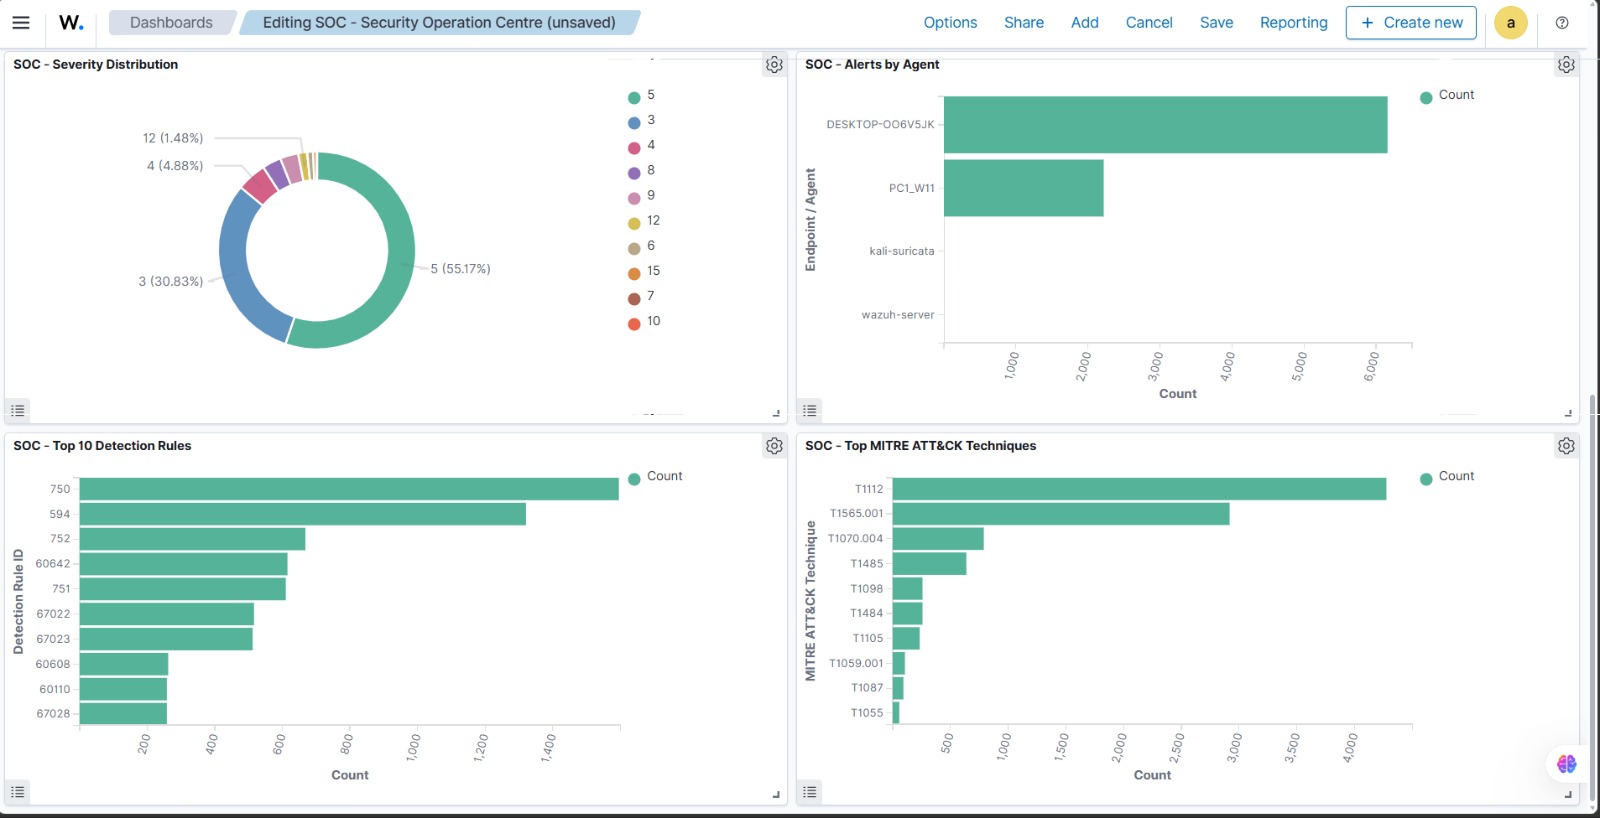 W.
Dashboards
Editing SOC - Security Operation Centre (unsaved)
Options
Share
Add
Cancel
Save
Reporting
+ Create new
a
SOC - Severity Distribution
12 (1.48%)
4 (4.88%)
3 (30.83%)
5 (55.17%)
5
3
4
8
9
12
6
15
7
10
SOC - Alerts by Agent
Endpoint / Agent
DESKTOP-OO6V5JK
PC1_W11
kali-suricata
wazuh-server
1,000
2,000
3,000
4,000
5,000
6,000
Count
Count
SOC - Top 10 Detection Rules
Detection Rule ID
750
594
752
60642
751
67022
67023
60608
60110
67028
200
400
600
800
1,000
1,200
1,400
Count
Count
SOC - Top MITRE ATT&CK Techniques
MITRE ATT&CK Technique
T1112
T1565.001
T1070.004
T1485
T1098
T1484
T1105
T1059.001
T1087
T1055
500
1,000
1,500
2,000
2,500
3,000
3,500
4,000
Count
Count